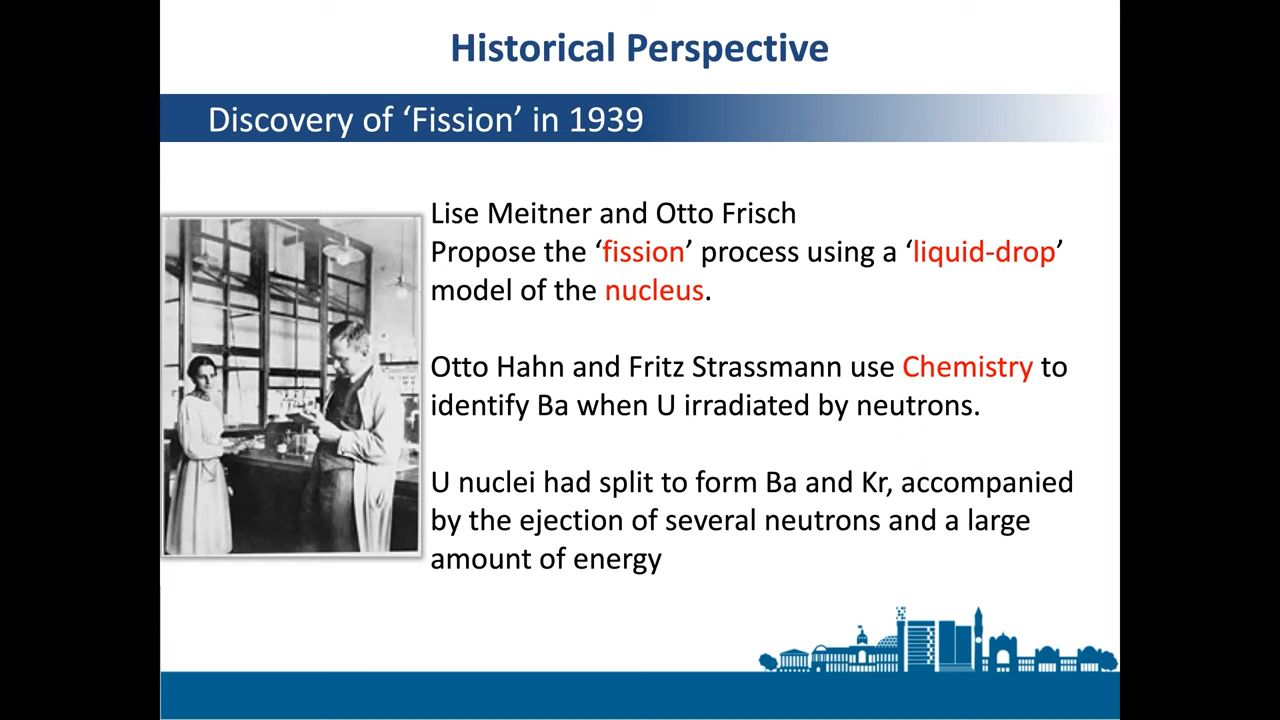 Historical Perspective
Discovery of ‘Fission’ in 1939
Lise Meitner and Otto Frisch
Propose the ‘fission’ process using a ‘liquid-drop’
model of the nucleus.
Otto Hahn and Fritz Strassmann use Chemistry to
identify Ba when U irradiated by neutrons.
U nuclei had split to form Ba and Kr, accompanied
by the ejection of several neutrons and a large
amount of energy